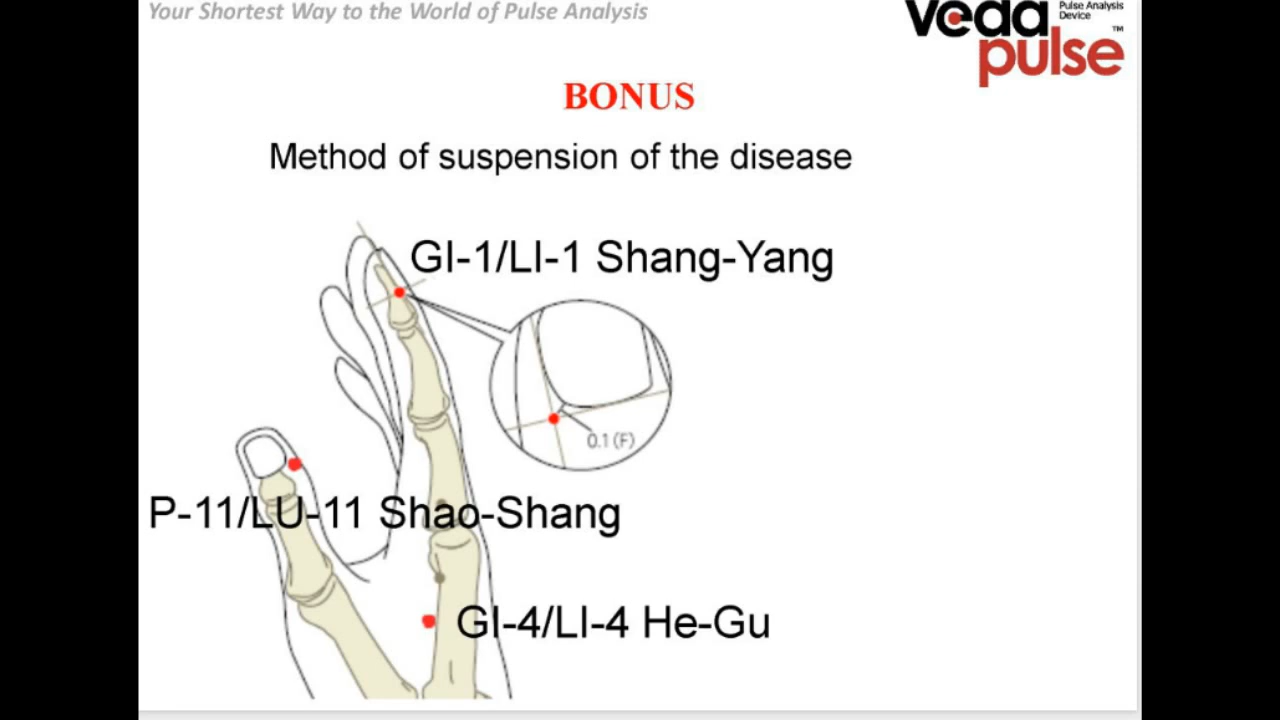 Your Shortest Way to the World of Pulse Analysis
veda
Pulse Analysis
Device
pulse™
BONUS
Method of suspension of the disease
GI-1/LI-1 Shang-Yang
0.1 (F)
P-11/LU-11 Shao-Shang
GI-4/LI-4 He-Gu